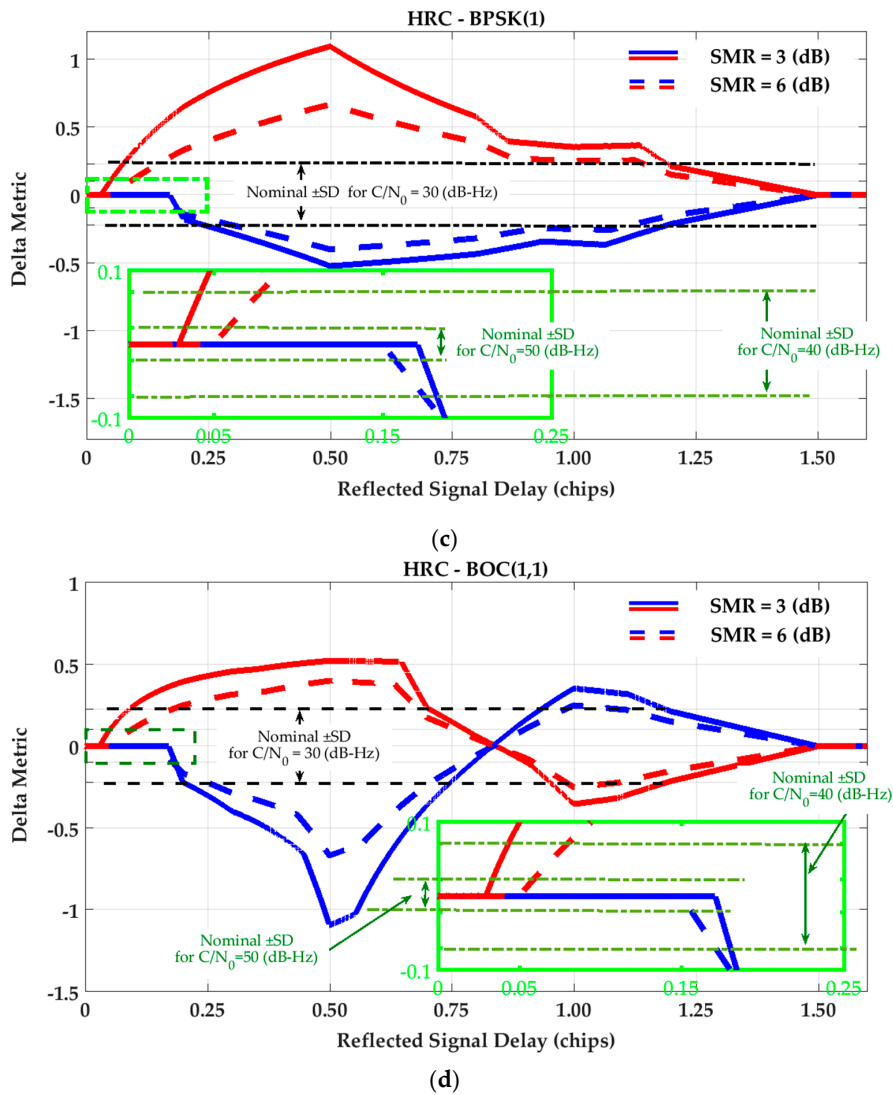 HRC - BPSK(1)
SMR = 3 (dB)
SMR = 6 (dB)
Nominal ±SD for C/N0 = 30 (dB-Hz)
Nominal ±SD
for C/N0=50 (dB-Hz)
Nominal ±SD
for C/N0=40 (dB-Hz)
Delta Metric
1
0.5
0
-0.5
-1
-1.5
0.1
-0.1
0 0.05 0.15 0.25
0 0.25 0.50 0.75 1.00 1.25 1.50
Reflected Signal Delay (chips)
(c)
HRC - BOC(1,1)
SMR = 3 (dB)
SMR = 6 (dB)
Nominal ±SD
for C/N0 = 30 (dB-Hz)
Nominal ±SD
for C/N0=40 (dB-Hz)
Nominal ±SD
for C/N0=50 (dB-Hz)
Delta Metric
1
0.5
0
-0.5
-1
-1.5
0.1
-0.1
0 0.05 0.15 0.25
0 0.25 0.50 0.75 1.00 1.25 1.50
Reflected Signal Delay (chips)
(d)